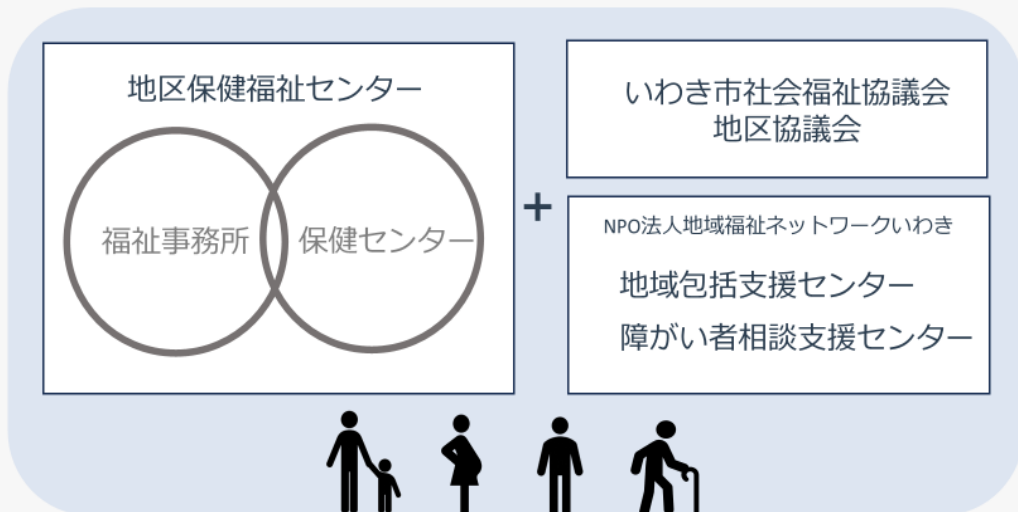 地区保健福祉センター
福祉事務所
保健センター
+
いわき市社会福祉協議会
地区協議会
NPO法人地域福祉ネットワークいわき
地域包括支援センター
障がい者相談支援センター